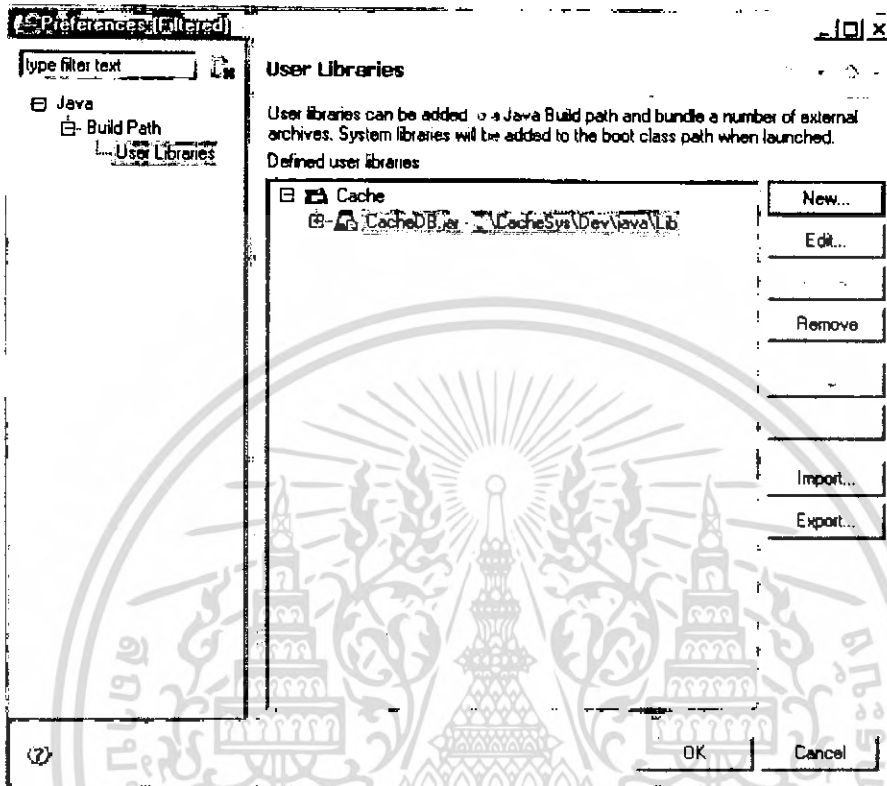 Preferences (Filtered)
type filter text
Java
Build Path
User Libraries
User Libraries
User libraries can be added a Java Build path and bundle a number of external
archives. System libraries will be added to the boot class path when launched.
Defined user libraries
Cache
CacheDB.jar - \CacheSys\Dev\java\Lib
New...
Edit...
Remove
Import...
Export...
OK
Cancel